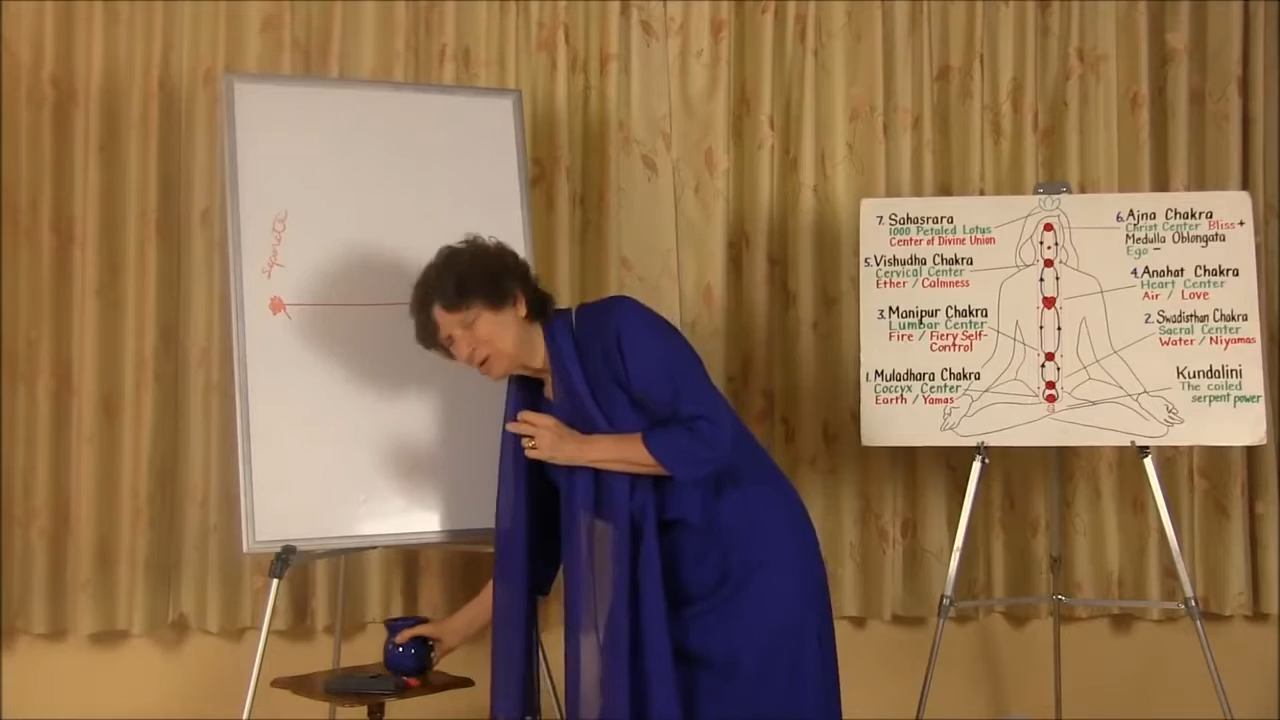 separate
7. Sahasrara
1000 Petaled Lotus
Center of Divine Union
5. Vishudha Chakra
Cervical Center
Ether / Calmness
3. Manipur Chakra
Lumbar Center
Fire / Fiery Self-
Control
1. Muladhara Chakra
Coccyx Center
Earth / Yamas
6. Ajna Chakra
Christ Center Bliss +
Medulla Oblongata
Ego -
4. Anahat Chakra
Heart Center
Air / Love
2. Swadisthan Chakra
Sacral Center
Water / Niyamas
Kundalini
The coiled
serpent power